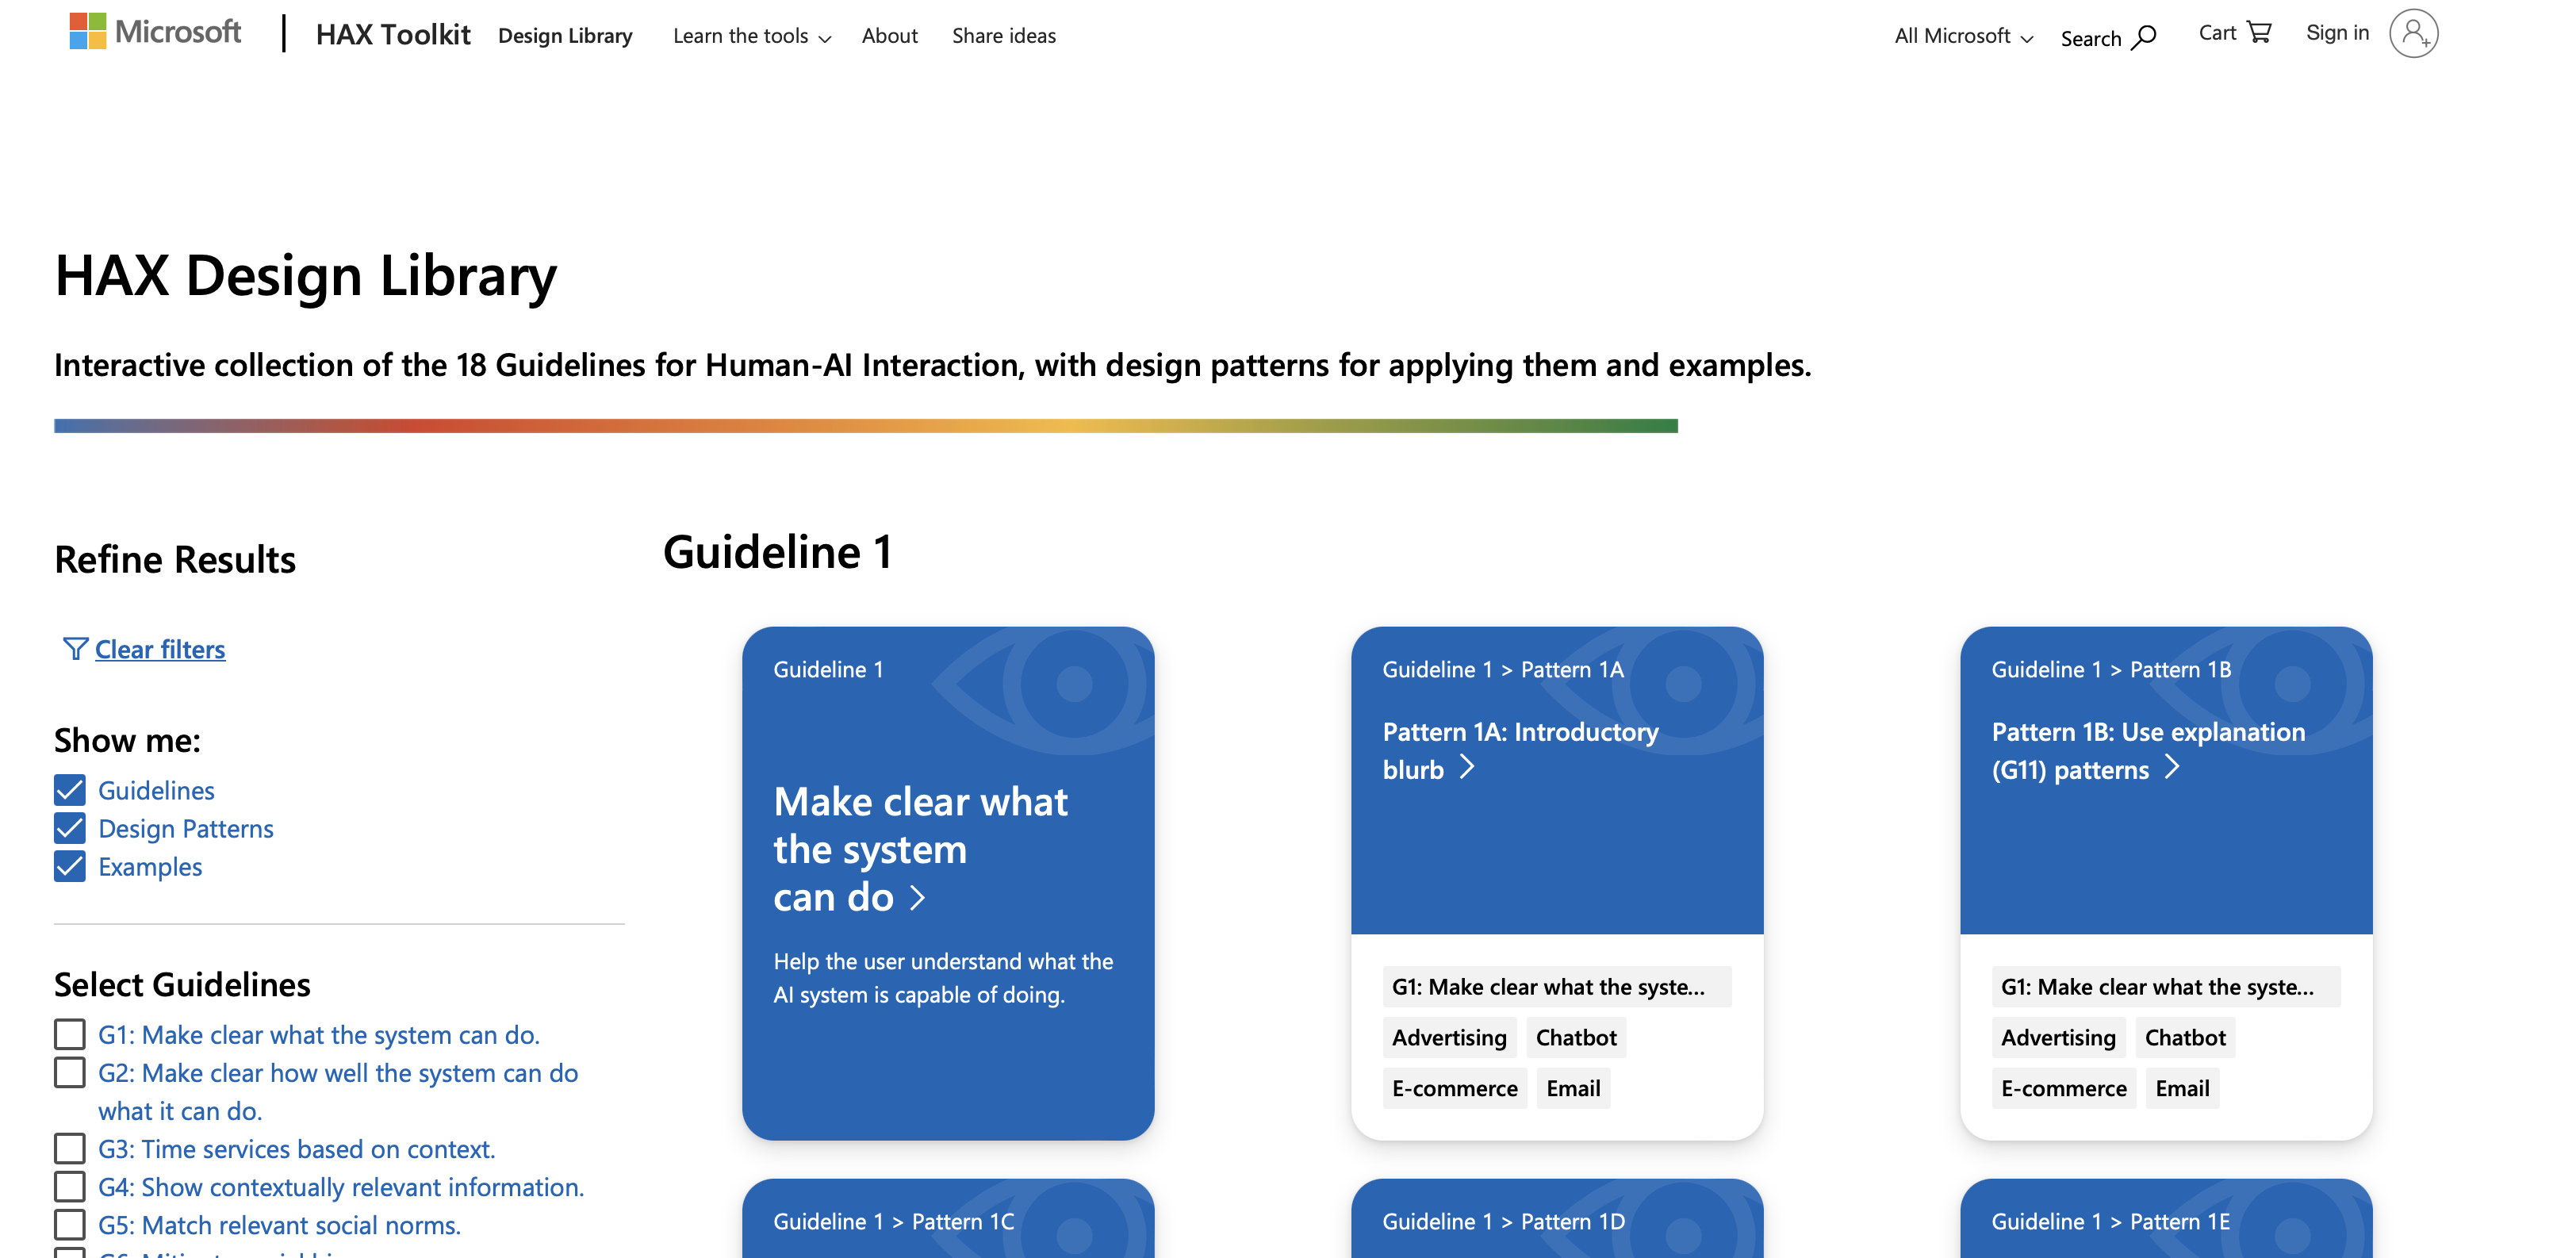 Microsoft
HAX Toolkit
Design Library
Learn the tools
About
Share ideas
All Microsoft
Search
Cart
Sign in
HAX Design Library
Interactive collection of the 18 Guidelines for Human-AI Interaction, with design patterns for applying them and examples.
Refine Results
Clear filters
Show me:
Guidelines
Design Patterns
Examples
Select Guidelines
G1: Make clear what the system can do.
G2: Make clear how well the system can do
what it can do.
G3: Time services based on context.
G4: Show contextually relevant information.
G5: Match relevant social norms.
Guideline 1
Guideline 1
Make clear what
the system
can do
Help the user understand what the
AI system is capable of doing.
Guideline 1 > Pattern 1A
Pattern 1A: Introductory
blurb
G1: Make clear what the syste...
Advertising
Chatbot
E-commerce
Email
Guideline 1 > Pattern 1B
Pattern 1B: Use explanation
(G11) patterns
G1: Make clear what the syste...
Advertising
Chatbot
E-commerce
Email
Guideline 1 > Pattern 1C
Guideline 1 > Pattern 1D
Guideline 1 > Pattern 1E